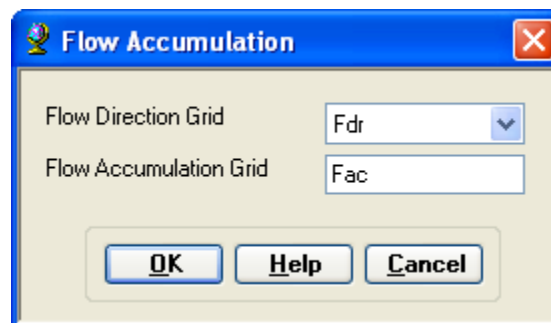 Flow Accumulation
Flow Direction Grid Fdr
Flow Accumulation Grid Fac
OK Help Cancel